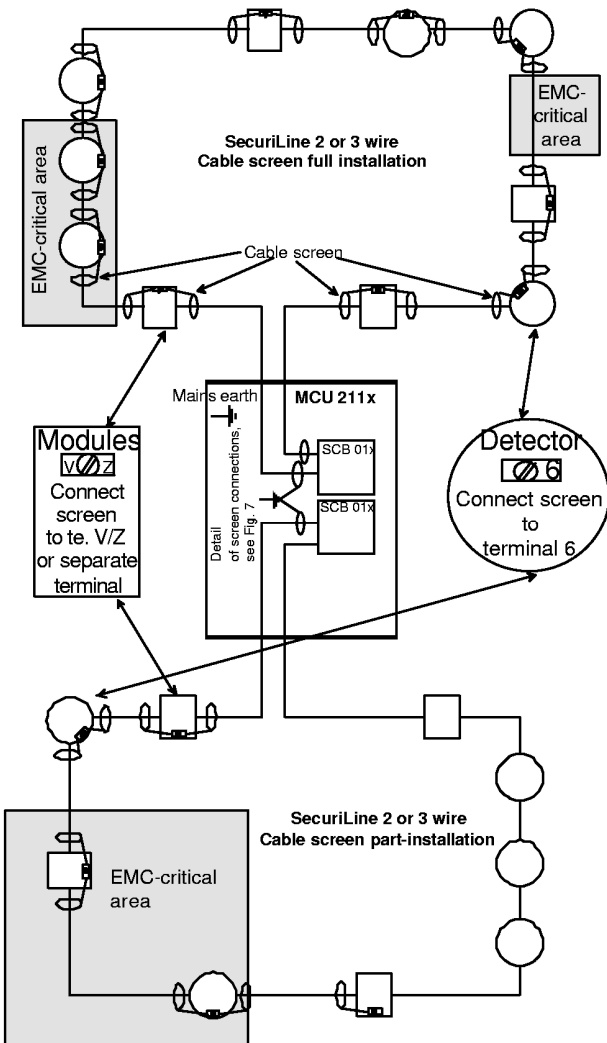 EMC-
critical
area
SecuriLine 2 or 3 wire
Cable screen full installation
EMC-critical area
Cable screen
Mains earth
MCU 211x
SCB 01x
SCB 01x
Detail
of screen connections,
see Fig. 7
Modules
V Z
Connect
screen
to te. V/Z
or separate
terminal
Detector
6
Connect screen
to
terminal 6
SecuriLine 2 or 3 wire
Cable screen part-installation
EMC-critical
area